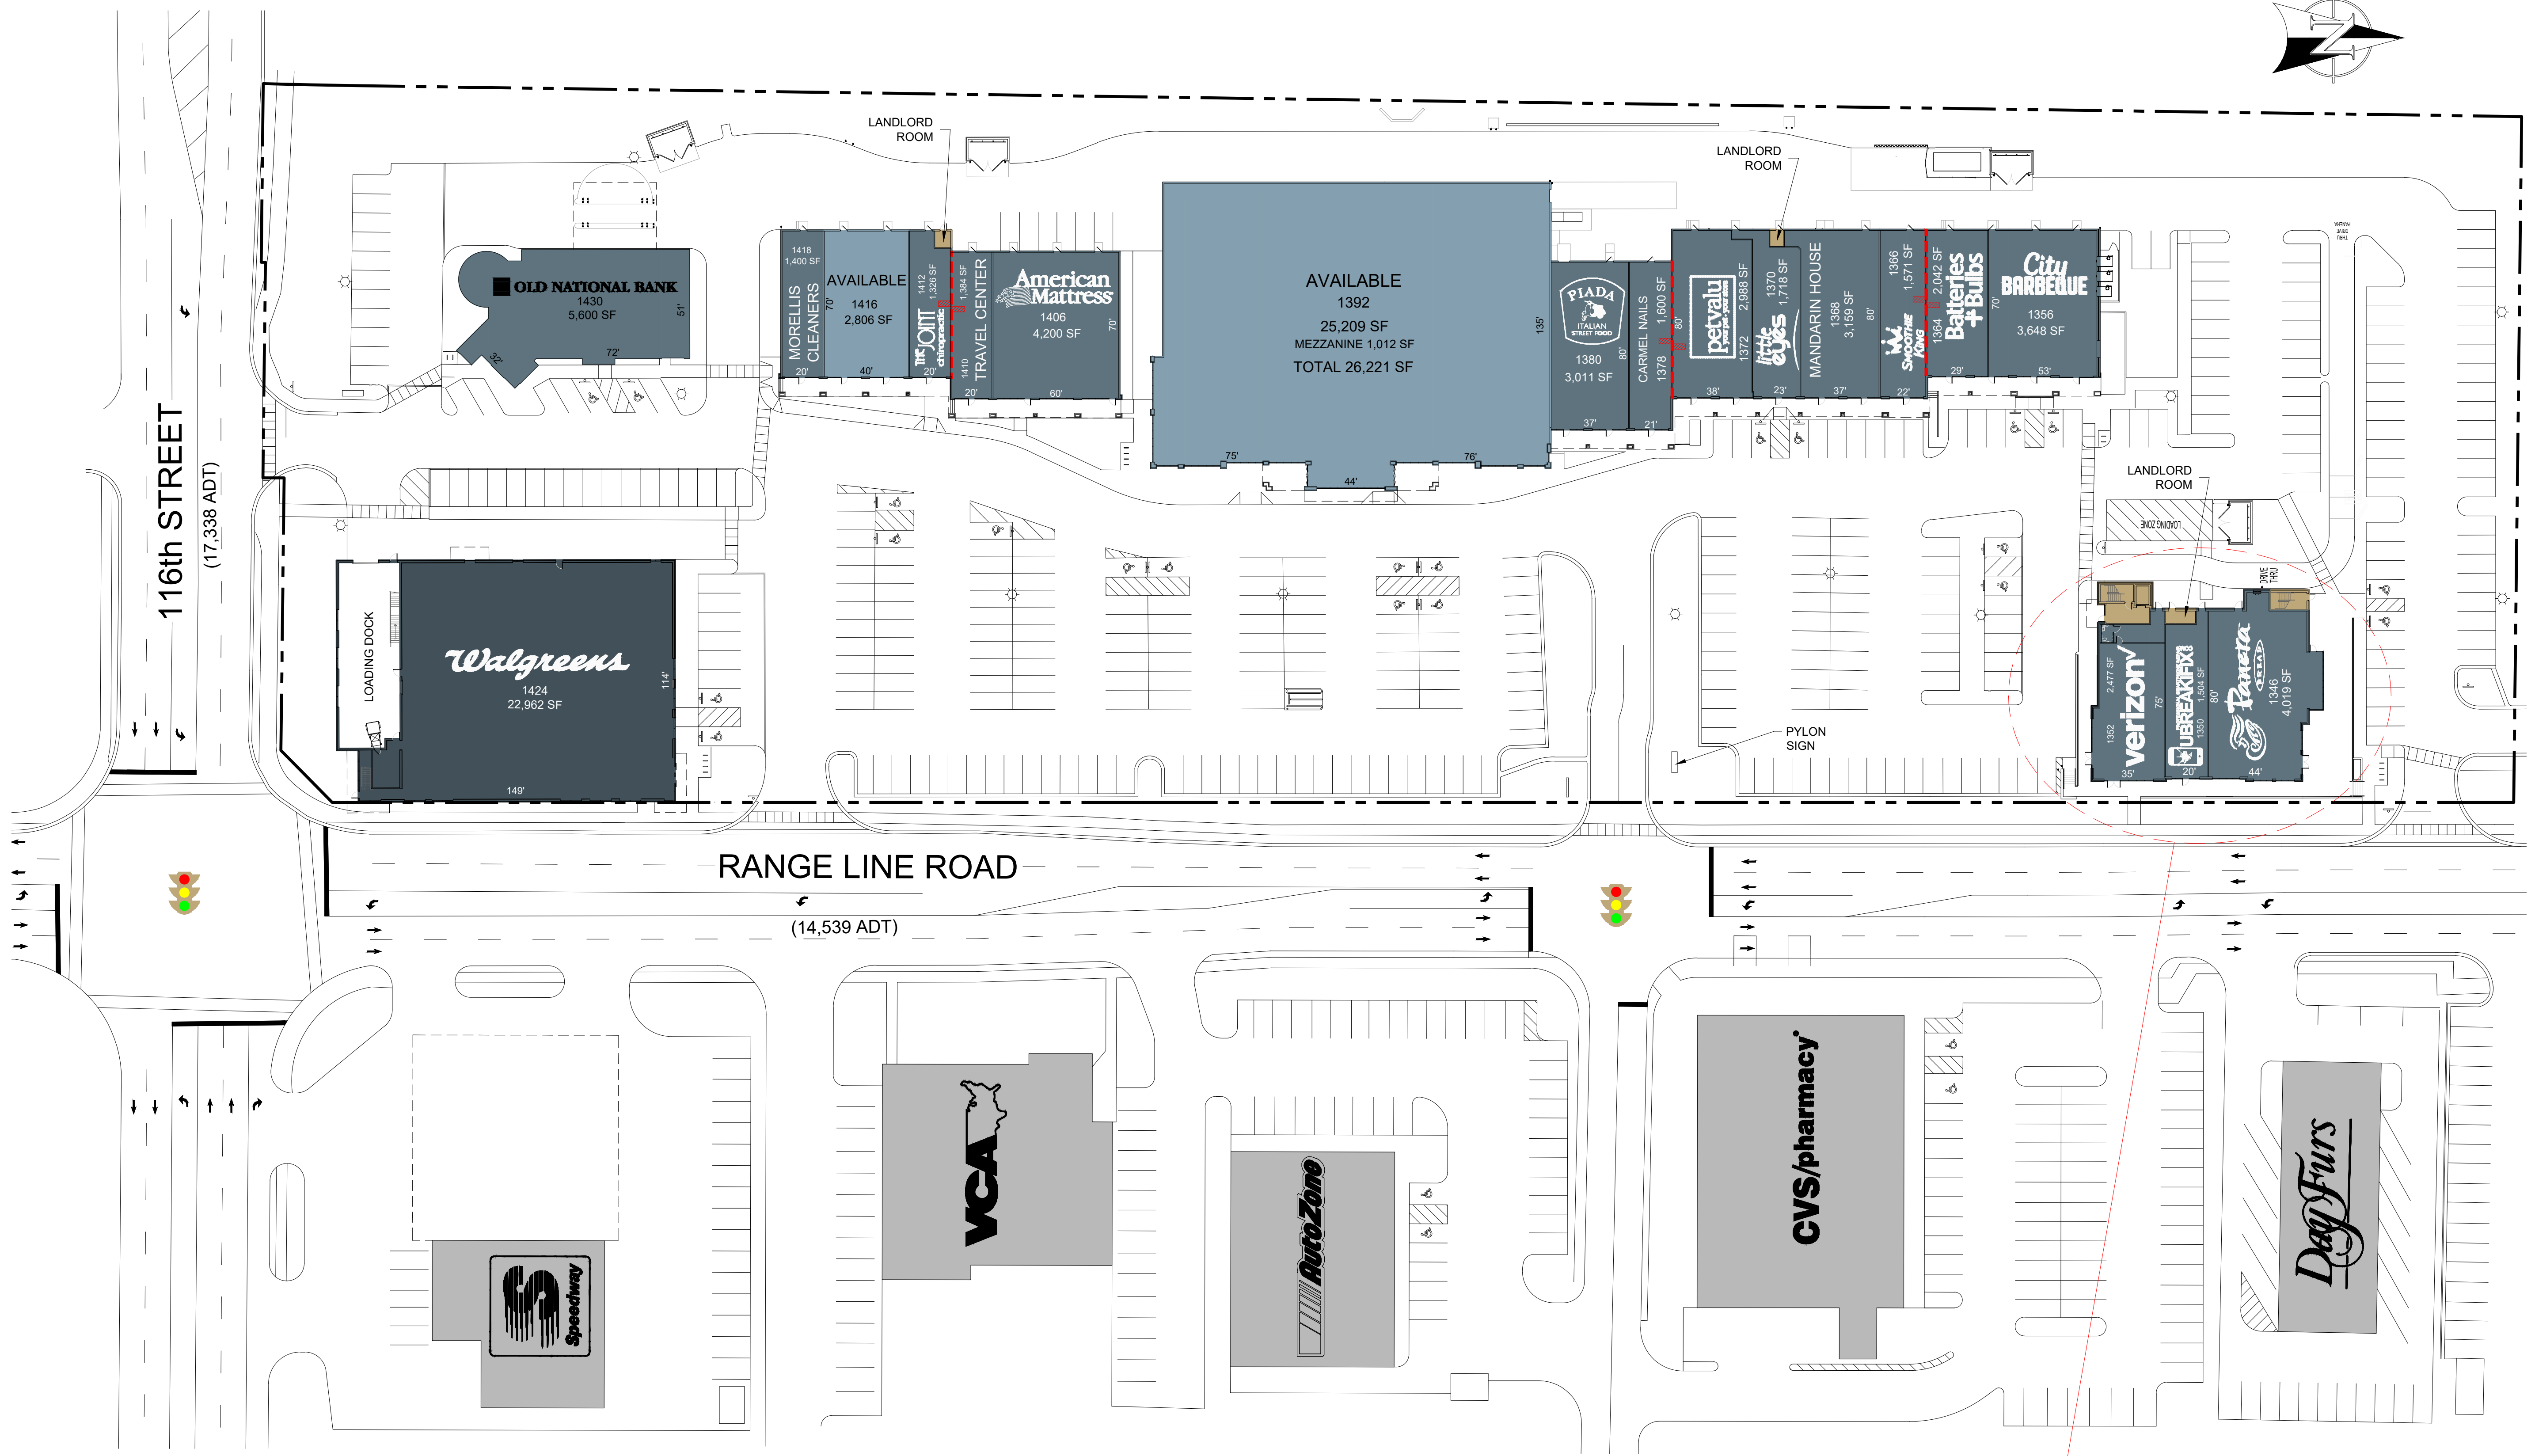 N
LANDLORD
ROOM
LANDLORD
ROOM
THRU
DRIVE
PANERA
OLD NATIONAL BANK
1430
5,600 SF
51'
32'
72'
1418
1,400 SF
MORELLIS
CLEANERS
20'
70'
AVAILABLE
1416
2,806 SF
40'
1412
1,326 SF
THE JOINT
chiropractic
20'
1,384 SF
TRAVEL CENTER
1410
20'
American
Mattress
1406
4,200 SF
70'
60'
AVAILABLE
1392
25,209 SF
MEZZANINE 1,012 SF
TOTAL 26,221 SF
135'
75'
44'
76'
PIADA
ITALIAN
STREET FOOD
1380
3,011 SF
80'
37'
CARMEL NAILS
1378
1,600 SF
21'
80'
petvalu
your pet - your store
1372
2,988 SF
38'
1370
1,718 SF
little
eyes
23'
MANDARIN HOUSE
1368
3,159 SF
80'
37'
1366
1,571 SF
SMOOTHIE
KING
22'
1364
2,042 SF
Batteries
+ Bulbs
29'
70'
City
BARBEQUE
1356
3,648 SF
53'
116th STREET
(17,338 ADT)
LOADING DOCK
Walgreens
1424
22,962 SF
114'
149'
PYLON
SIGN
LANDLORD
ROOM
LOADING ZONE
DRIVE
THRU
1352
2,477 SF
verizon
75'
35'
UBREAKIFIX
1350
1,504 SF
20'
80'
Panera
BREAD
1346
4,019 SF
44'
RANGE LINE ROAD
(14,539 ADT)
S
Speedway
VCA
AutoZone
CVS/pharmacy
Day Furs